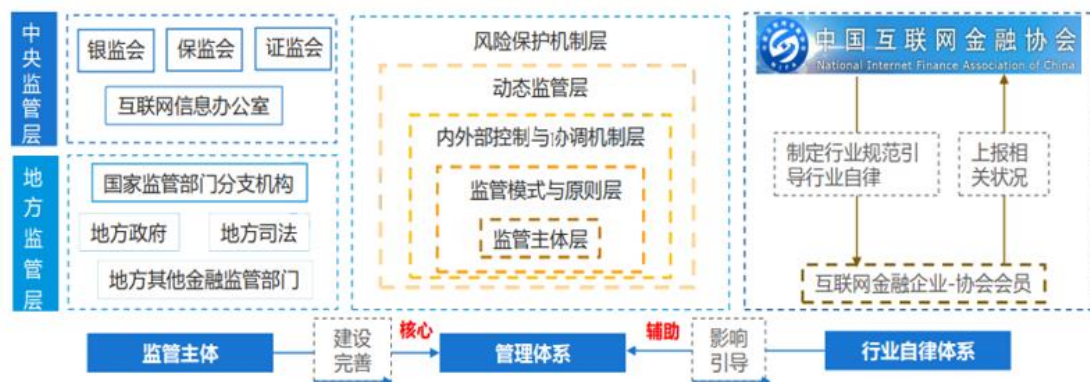 中央监管层
银监会
保监会
证监会
互联网信息办公室
地方监管层
国家监管部门分支机构
地方政府
地方司法
地方其他金融监管部门
风险保护机制层
动态监管层
内外部控制与协调机制层
监管模式与原则层
监管主体层
中国互联网金融协会
National Internet Finance Association of China
制定行业规范引
导行业自律
上报相
关状况
互联网金融企业-协会会员
监管主体
建设
完善
核心
管理体系
辅助
影响
引导
行业自律体系